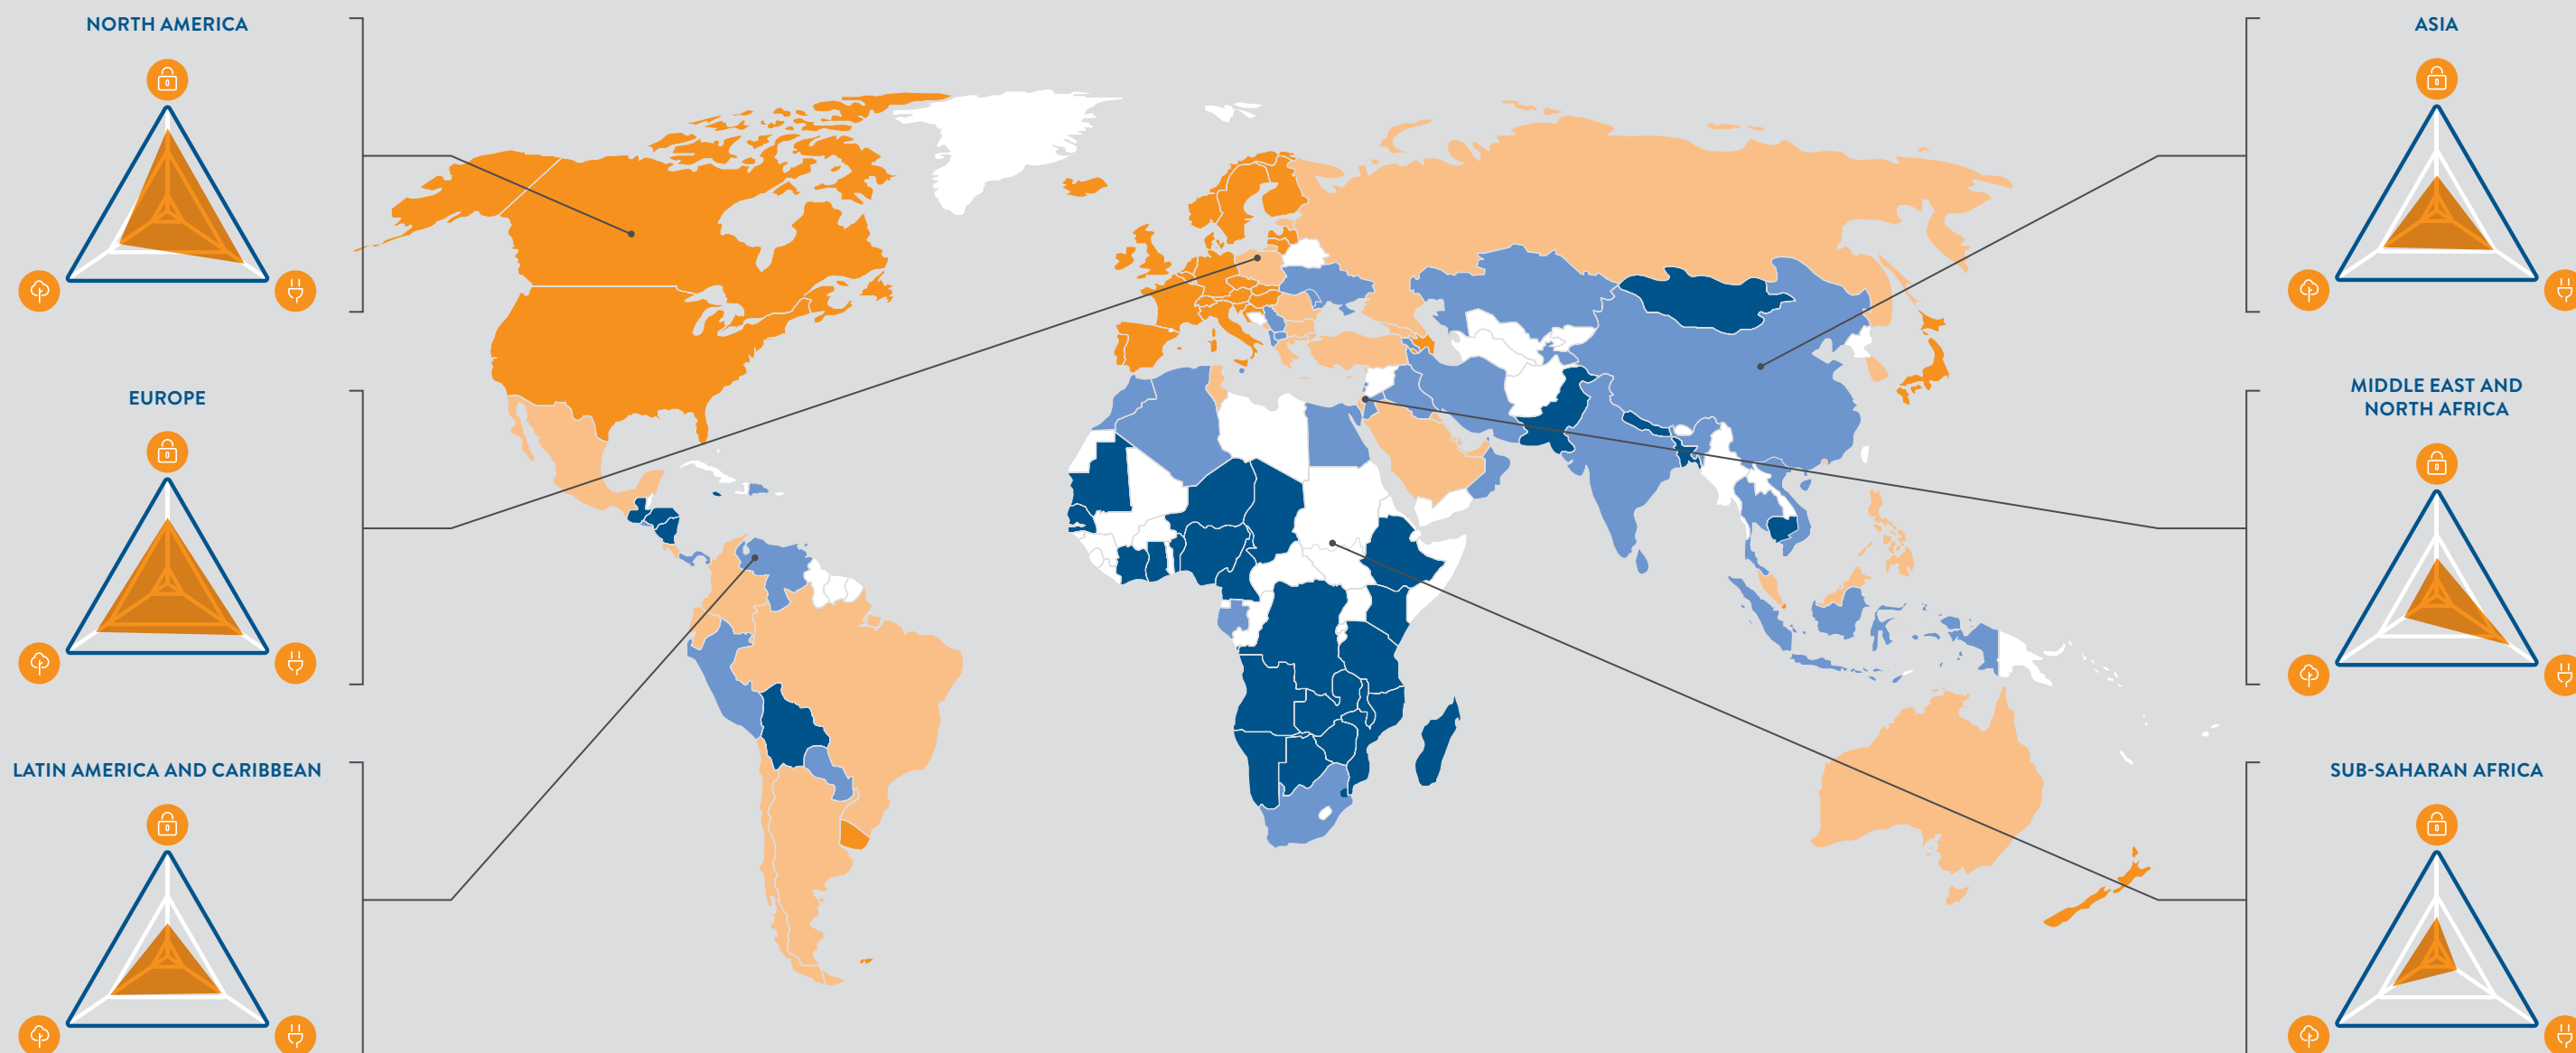 NORTH AMERICA
EUROPE
LATIN AMERICA AND CARIBBEAN
ASIA
MIDDLE EAST AND
NORTH AFRICA
SUB-SAHARAN AFRICA